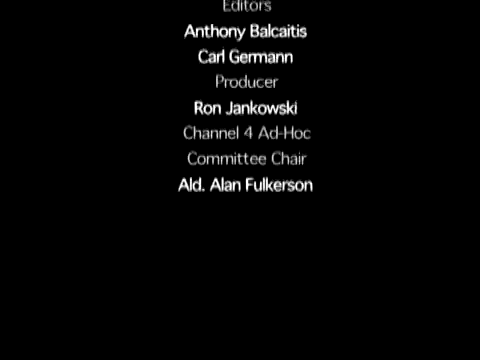 Editors
Anthony Balcaitis
Carl Germann
Producer
Ron Jankowski
Channel 4 Ad-Hoc
Committee Chair
Ald. Alan Fulkerson